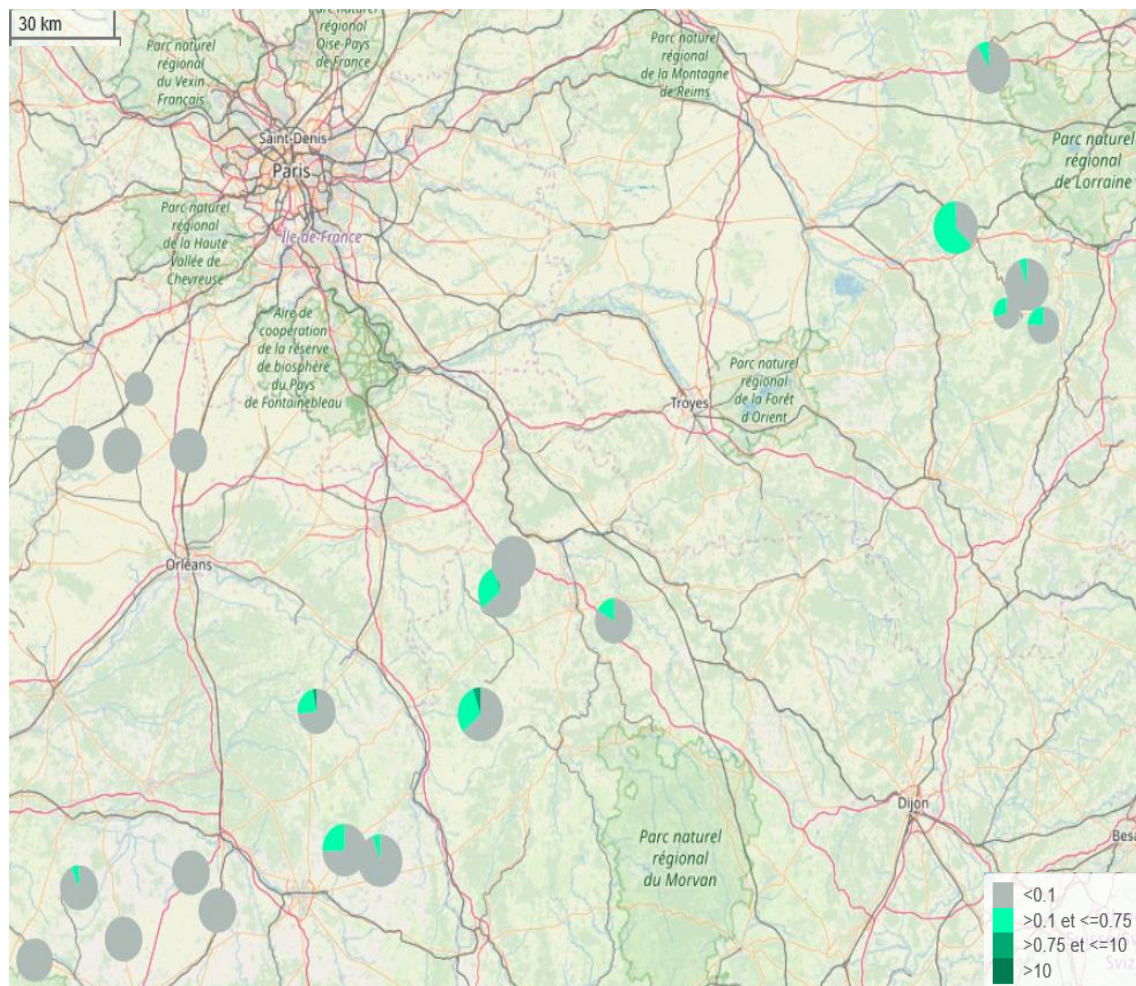 30 km
Parc naturel
régional
Oise-Pays
de France
Parc naturel
régional
du Vexin
Français
Parc naturel
régional
de la Montagne
de Reims
Saint-Denis
Paris
Parc naturel
régional
de Lorraine
Parc naturel
régional
de la Haute
Vallée de
Chevreuse
Île-de-France
Aire de
coopération
de la réserve
de biosphère
du Pays
de Fontainebleau
Parc naturel
régional
de la Forêt
d'Orient
Troyes
Orléans
Dijon
Parc naturel
régional
du Morvan
<0.1
>0.1 et <=0.75
>0.75 et <=10
>10